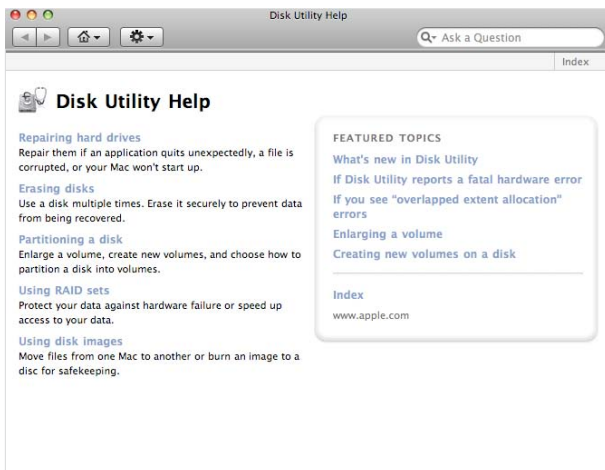 Disk Utility Help
Ask a Question
Index
Disk Utility Help
Repairing hard drives
Repair them if an application quits unexpectedly, a file is
corrupted, or your Mac won't start up.
Erasing disks
Use a disk multiple times. Erase it securely to prevent data
from being recovered.
Partitioning a disk
Enlarge a volume, create new volumes, and choose how to
partition a disk into volumes.
Using RAID sets
Protect your data against hardware failure or speed up
access to your data.
Using disk images
Move files from one Mac to another or burn an image to a
disc for safekeeping.
FEATURED TOPICS
What's new in Disk Utility
If Disk Utility reports a fatal hardware error
If you see "overlapped extent allocation"
errors
Enlarging a volume
Creating new volumes on a disk
Index
www.apple.com